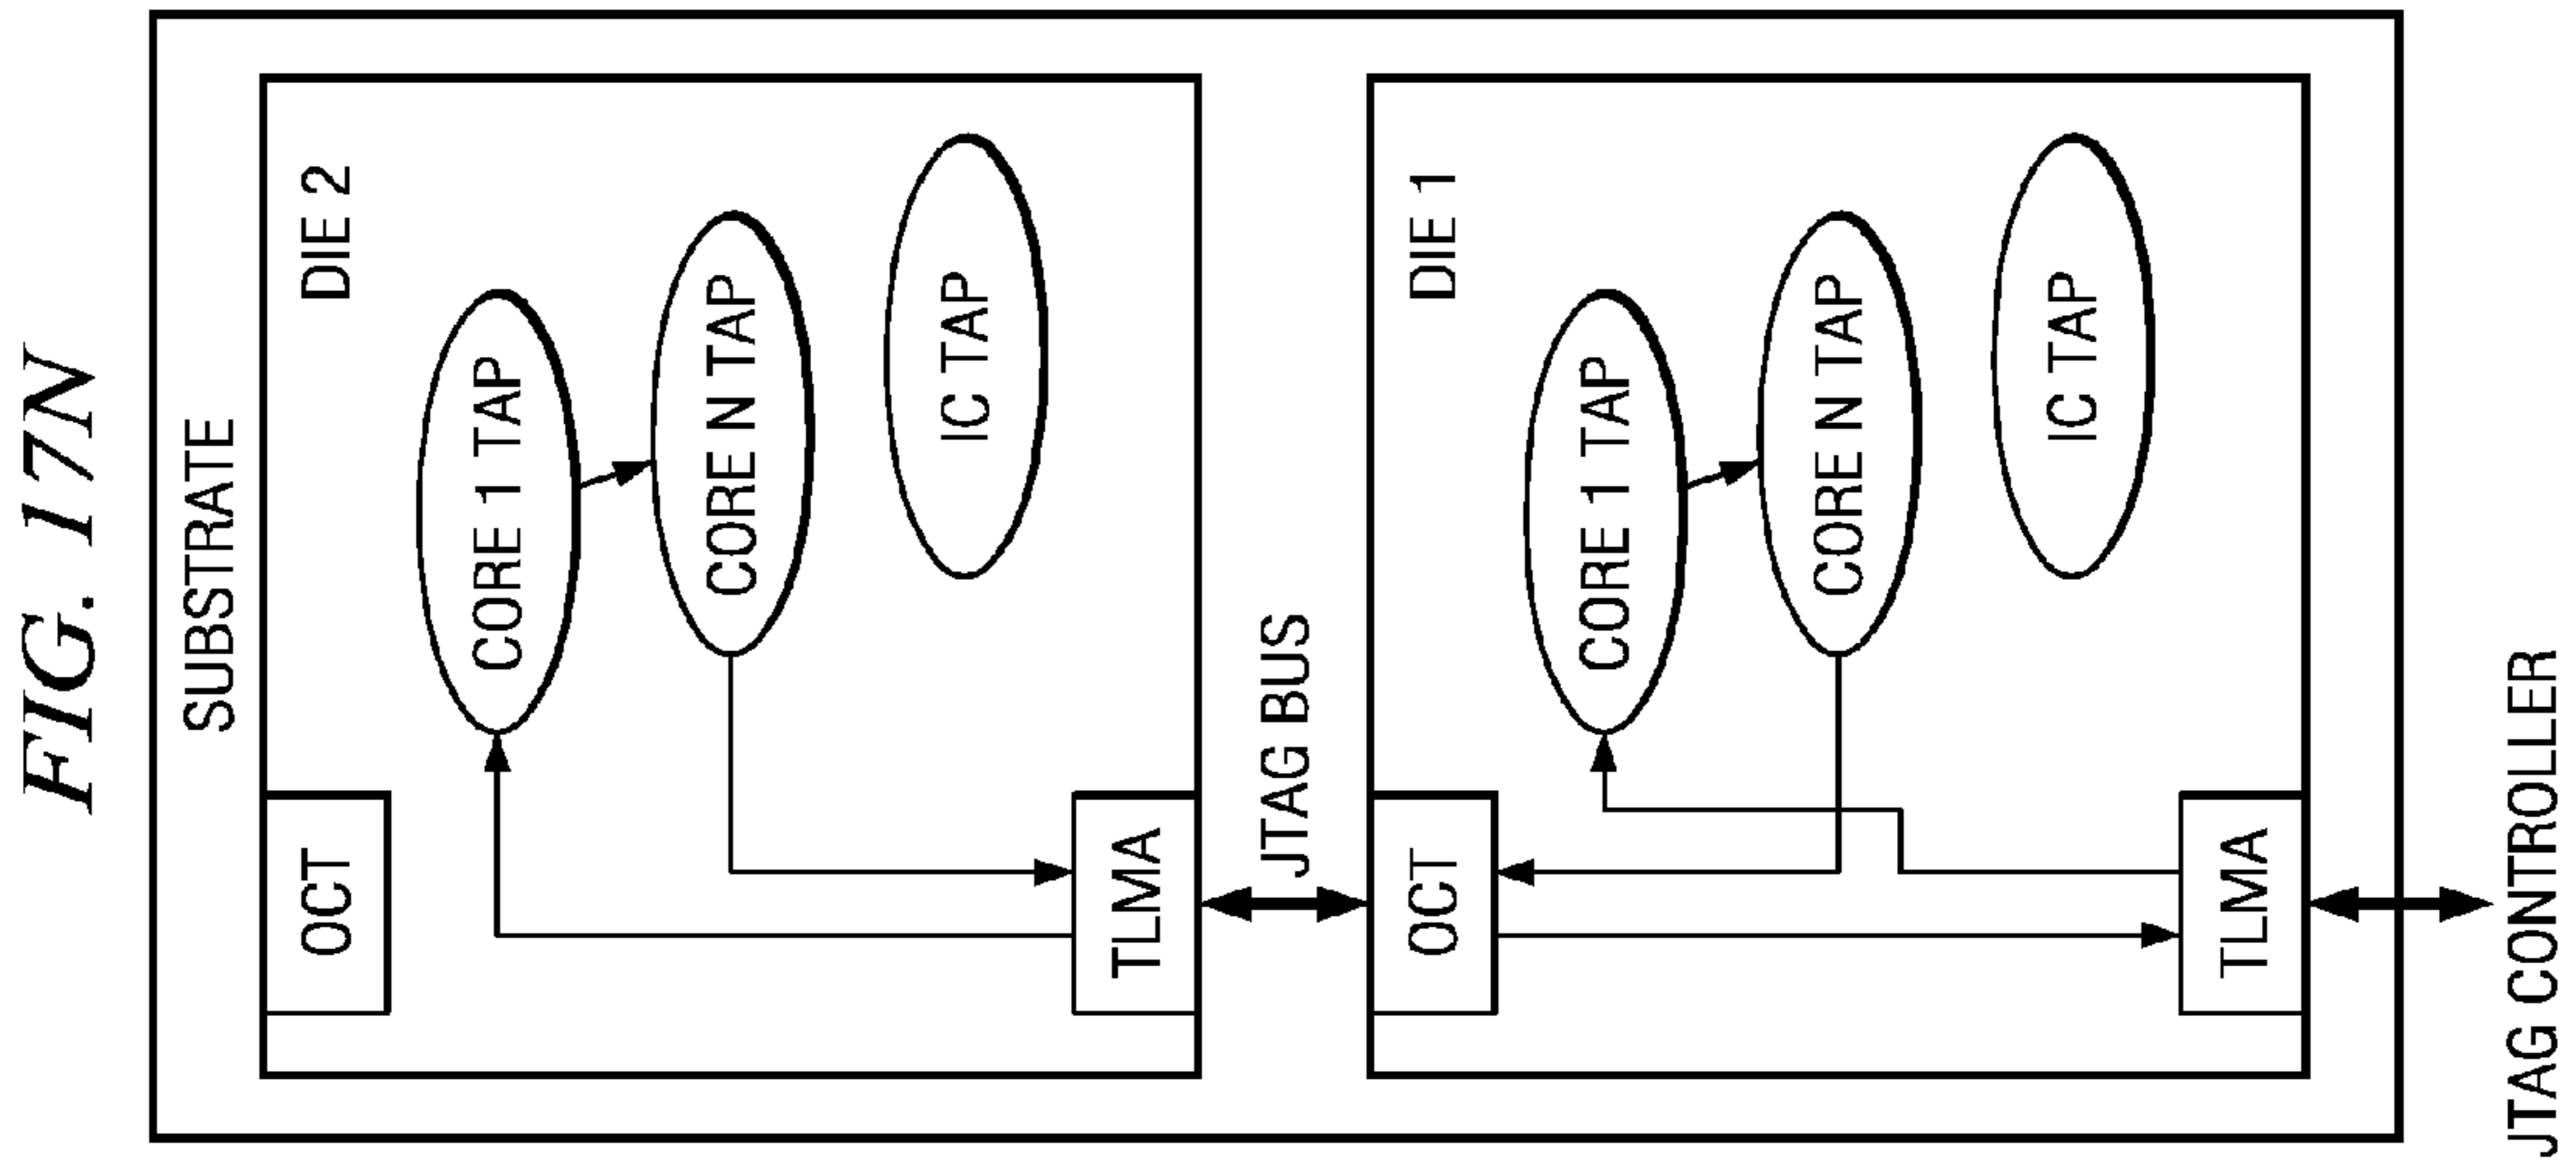 FIG. 17N
SUBSTRATE
DIE 2
OCT
CORE 1 TAP
CORE N TAP
IC TAP
TLMA
JTAG BUS
DIE 1
OCT
CORE 1 TAP
CORE N TAP
IC TAP
TLMA
JTAG CONTROLLER